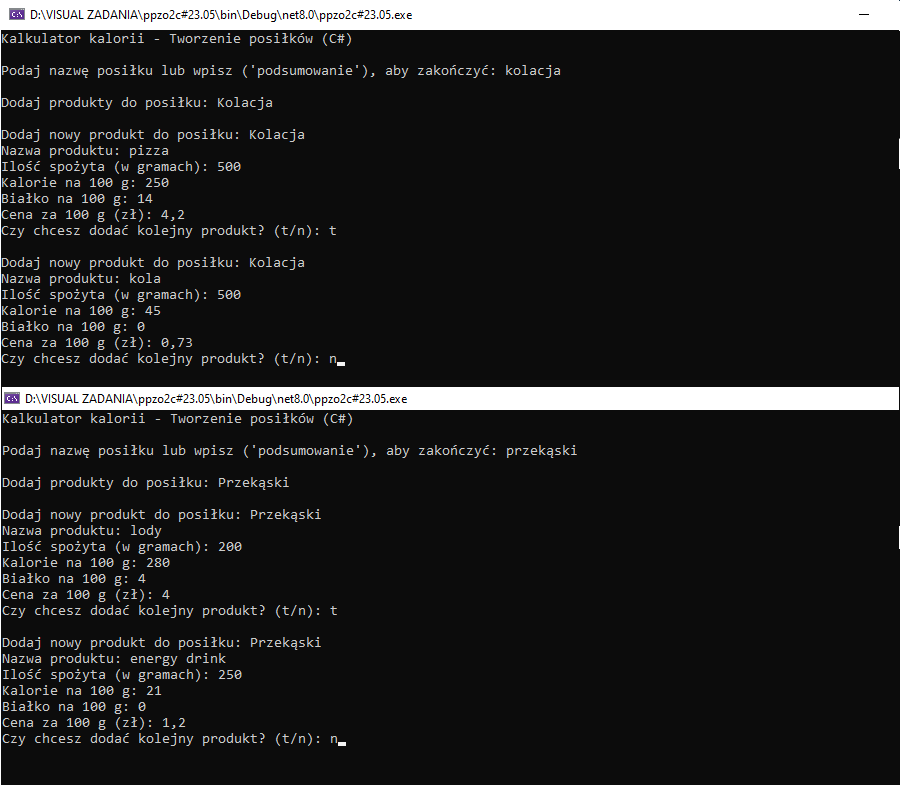 D:\VISUAL ZADANIA\ppzo2c#23.05\bin\Debug\net8.0\ppzo2c#23.05.exe
Kalkulator kalorii - Tworzenie posiłków (C#)
Podaj nazwę posiłku lub wpisz ('podsumowanie'), aby zakończyć: kolacja
Dodaj produkty do posiłku: Kolacja
Dodaj nowy produkt do posiłku: Kolacja
Nazwa produktu: pizza
Ilość spożyta (w gramach): 500
Kalorie na 100 g: 250
Białko na 100 g: 14
Cena za 100 g (zł): 4,2
Czy chcesz dodać kolejny produkt? (t/n): t
Dodaj nowy produkt do posiłku: Kolacja
Nazwa produktu: kola
Ilość spożyta (w gramach): 500
Kalorie na 100 g: 45
Białko na 100 g: 0
Cena za 100 g (zł): 0,73
Czy chcesz dodać kolejny produkt? (t/n): n
D:\VISUAL ZADANIA\ppzo2c#23.05\bin\Debug\net8.0\ppzo2c#23.05.exe
Kalkulator kalorii - Tworzenie posiłków (C#)
Podaj nazwę posiłku lub wpisz ('podsumowanie'), aby zakończyć: przekąski
Dodaj produkty do posiłku: Przekąski
Dodaj nowy produkt do posiłku: Przekąski
Nazwa produktu: lody
Ilość spożyta (w gramach): 200
Kalorie na 100 g: 280
Białko na 100 g: 4
Cena za 100 g (zł): 4
Czy chcesz dodać kolejny produkt? (t/n): t
Dodaj nowy produkt do posiłku: Przekąski
Nazwa produktu: energy drink
Ilość spożyta (w gramach): 250
Kalorie na 100 g: 21
Białko na 100 g: 0
Cena za 100 g (zł): 1,2
Czy chcesz dodać kolejny produkt? (t/n): n